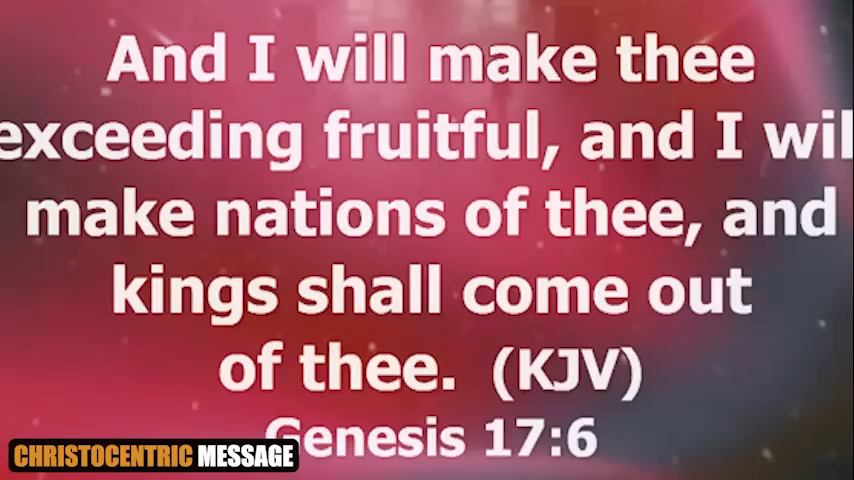 And I will make thee
exceeding fruitful, and I wil
make nations of thee, and
kings shall come out
of thee. (KJV)
Genesis 17:6
CHRISTOCENTRIC MESSAGE